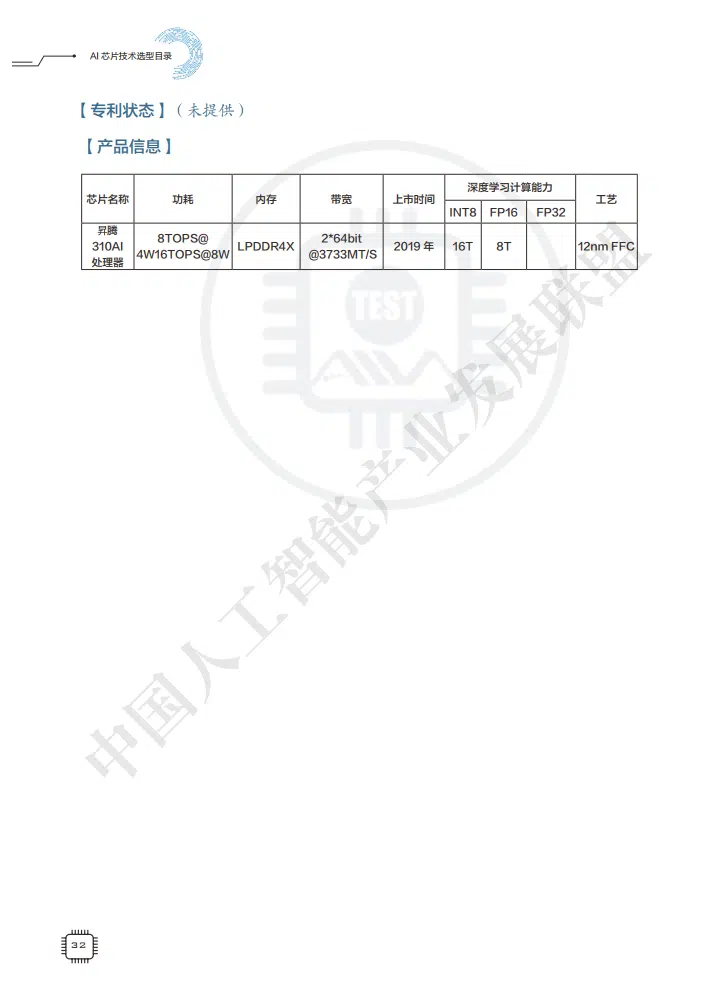 AI 芯片技术选型目录
【专利状态】（未提供）
【产品信息】
芯片名称 功耗 内存 带宽 上市时间 深度学习计算能力 工艺
INT8 FP16 FP32
昇腾
310AI
处理器
8TOPS@
4W16TOPS@8W
LPDDR4X
2*64bit
@3733MT/S
2019 年
16T
8T
12nm FFC
TEST
中国人工智能产业发展联盟
32